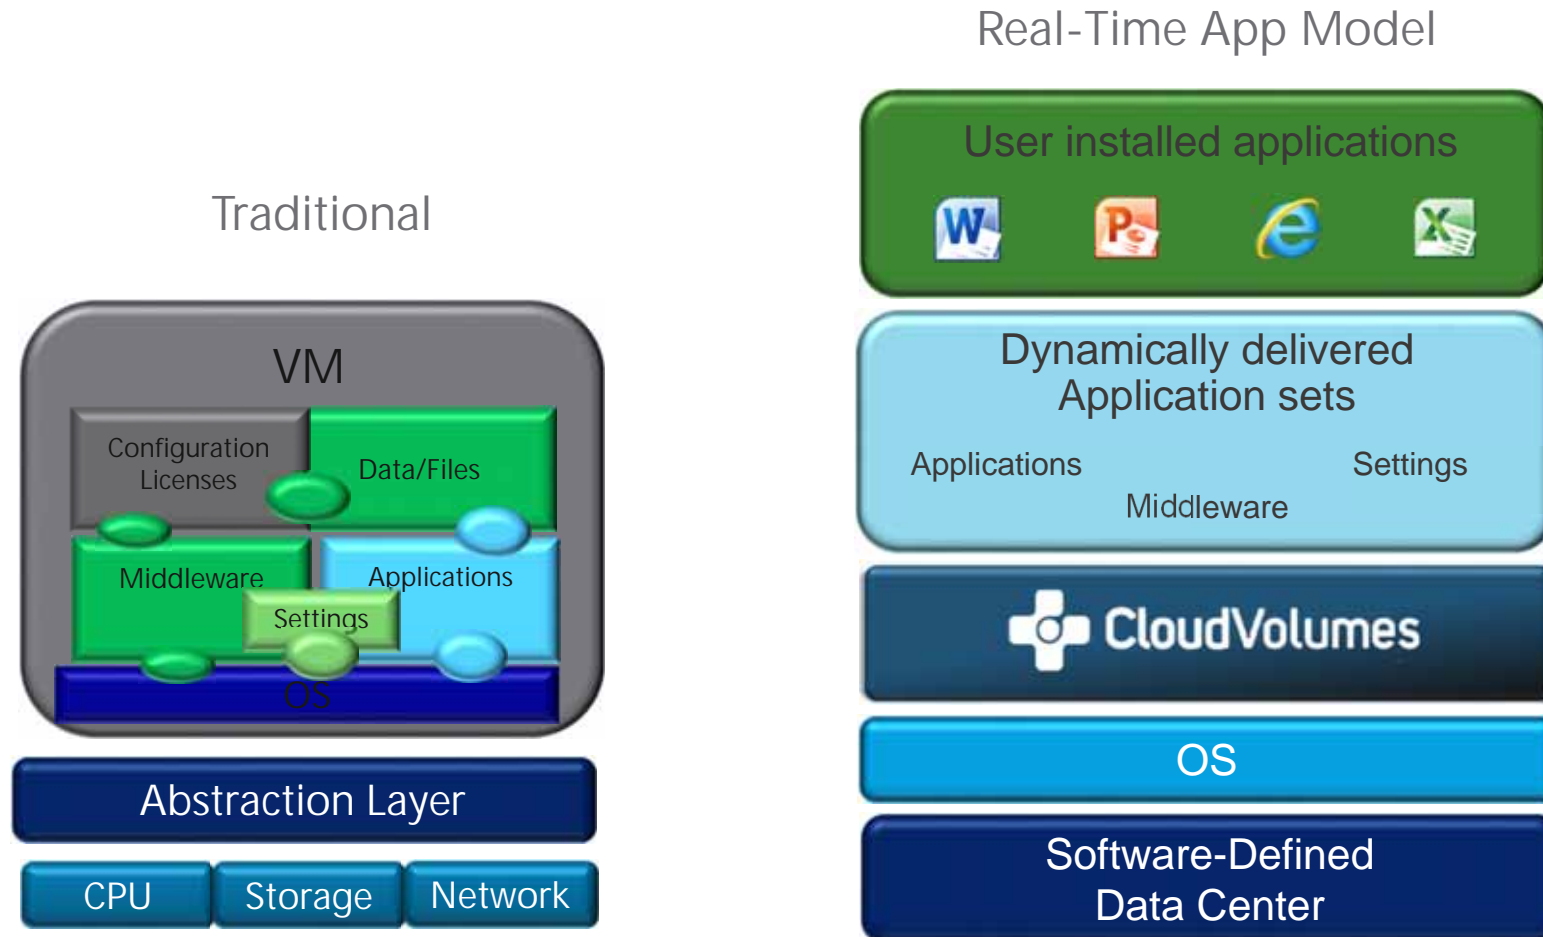 Traditional
VM
Configuration
Licenses
Data/Files
Middleware
Applications
Settings
OS
Abstraction Layer
CPU
Storage
Network
Real-Time App Model
User installed applications
W
P
e
X
Dynamically delivered
Application sets
Applications
Settings
Middleware
CloudVolumes
OS
Software-Defined
Data Center